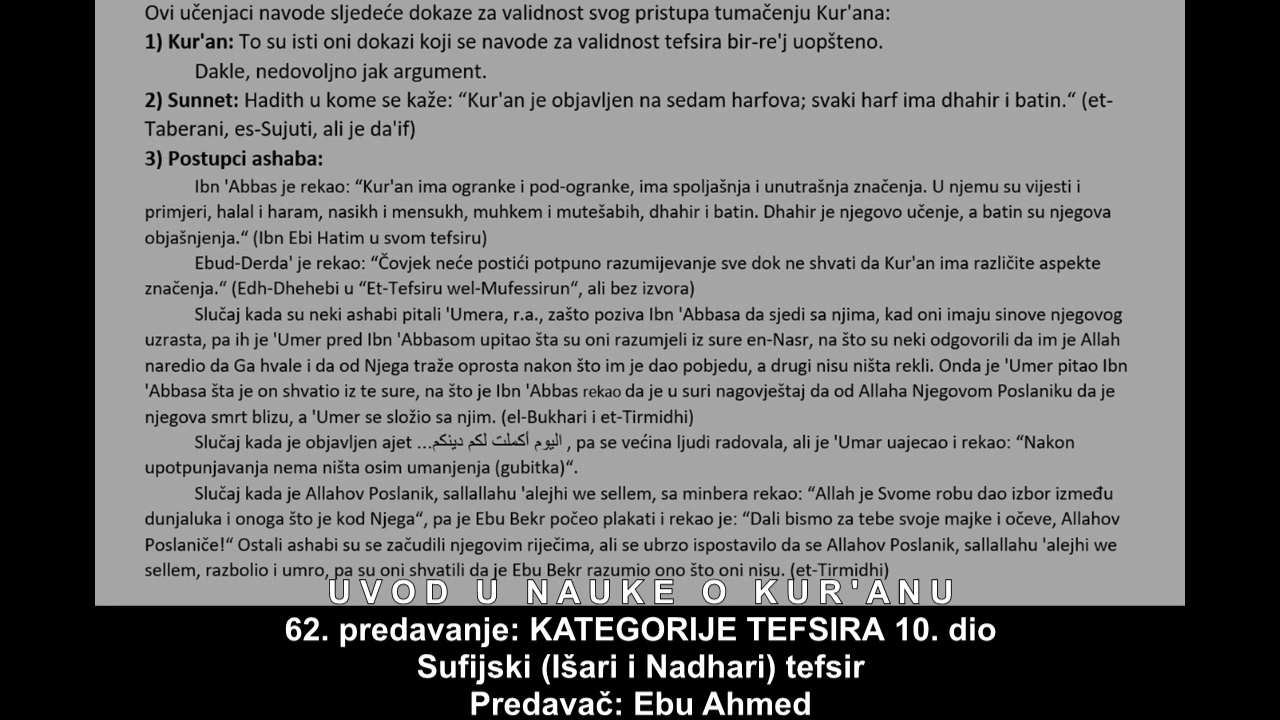 Ovi učenjaci navode sljedeće dokaze za validnost svog pristupa tumačenju Kur'ana:
1) Kur'an: To su isti oni dokazi koji se navode za validnost tefsira bir-re'j uopšteno.
Dakle, nedovoljno jak argument.
2) Sunnet: Hadith u kome se kaže: “Kur'an je objavljen na sedam harfova; svaki harf ima dhahir i batin.“ (et-
Taberani, es-Sujuti, ali je da'if)
3) Postupci ashaba:
Ibn 'Abbas je rekao: “Kur'an ima ogranke i pod-ogranke, ima spoljašnja i unutrašnja značenja. U njemu su vijesti i
primjeri, halal i haram, nasikh i mensukh, muhkem i mutešabih, dhahir i batin. Dhahir je njegovo učenje, a batin su njegova
objašnjenja.“ (Ibn Ebi Hatim u svom tefsiru)
Ebud-Derda' je rekao: “Čovjek neće postići potpuno razumijevanje sve dok ne shvati da Kur'an ima različite aspekte
značenja.“ (Edh-Dhehebi u “Et-Tefsiru wel-Mufessirun“, ali bez izvora)
Slučaj kada su neki ashabi pitali 'Umera, r.a., zašto poziva Ibn 'Abbasa da sjedi sa njima, kad oni imaju sinove njegovog
uzrasta, pa ih je 'Umer pred Ibn 'Abbasom upitao šta su oni razumjeli iz sure en-Nasr, na što su neki odgovorili da im je Allah
naredio da Ga hvale i da od Njega traže oprosta nakon što im je dao pobjedu, a drugi nisu ništa rekli. Onda je 'Umer pitao Ibn
'Abbasa šta je on shvatio iz te sure, na što je Ibn 'Abbas rekao da je u suri nagovještaj da od Allaha Njegovom Poslaniku da je
njegova smrt blizu, a 'Umer se složio sa njim. (el-Bukhari i et-Tirmidhi)
Slučaj kada je objavljen ajet ...اليوم أكملت لكم دينكم , pa se većina ljudi radovala, ali je 'Umar uajecao i rekao: “Nakon
upotpunjavanja nema ništa osim umanjenja (gubitka)“.
Slučaj kada je Allahov Poslanik, sallallahu 'alejhi we sellem, sa minbera rekao: “Allah je Svome robu dao izbor između
dunjaluka i onoga što je kod Njega“, pa je Ebu Bekr počeo plakati i rekao je: “Dali bismo za tebe svoje majke i očeve, Allahov
Poslaniče!“ Ostali ashabi su se začudili njegovim riječima, ali se ubrzo ispostavilo da se Allahov Poslanik, sallallahu 'alejhi we
sellem, razbolio i umro, pa su oni shvatili da je Ebu Bekr razumio ono što oni nisu. (et-Tirmidhi)
UVOD U NAUKE O KUR'ANU
62. predavanje: KATEGORIJE TEFSIRA 10. dio
Sufijski (Išari i Nadhari) tefsir
Predavač: Ebu Ahmed